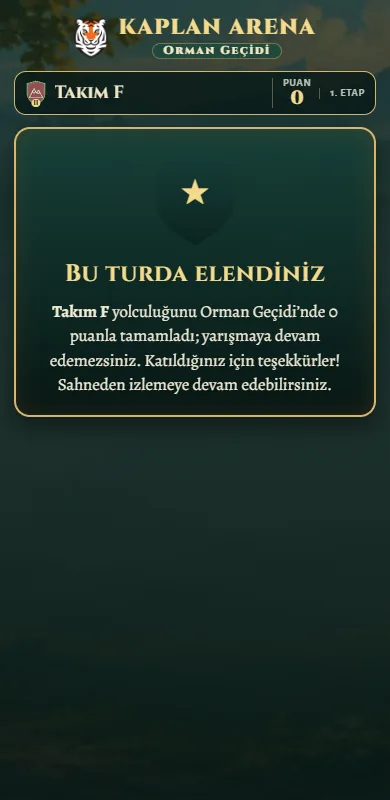 KAPLAN ARENA
Orman Geçidi
Takım F
PUAN
0
1. ETAP
Bu turda elendiniz
Takım F yolculuğunu Orman Geçidi'nde 0
puanla tamamladı; yarışmaya devam
edemezsiniz. Katıldığınız için teşekkürler!
Sahneden izlemeye devam edebilirsiniz.